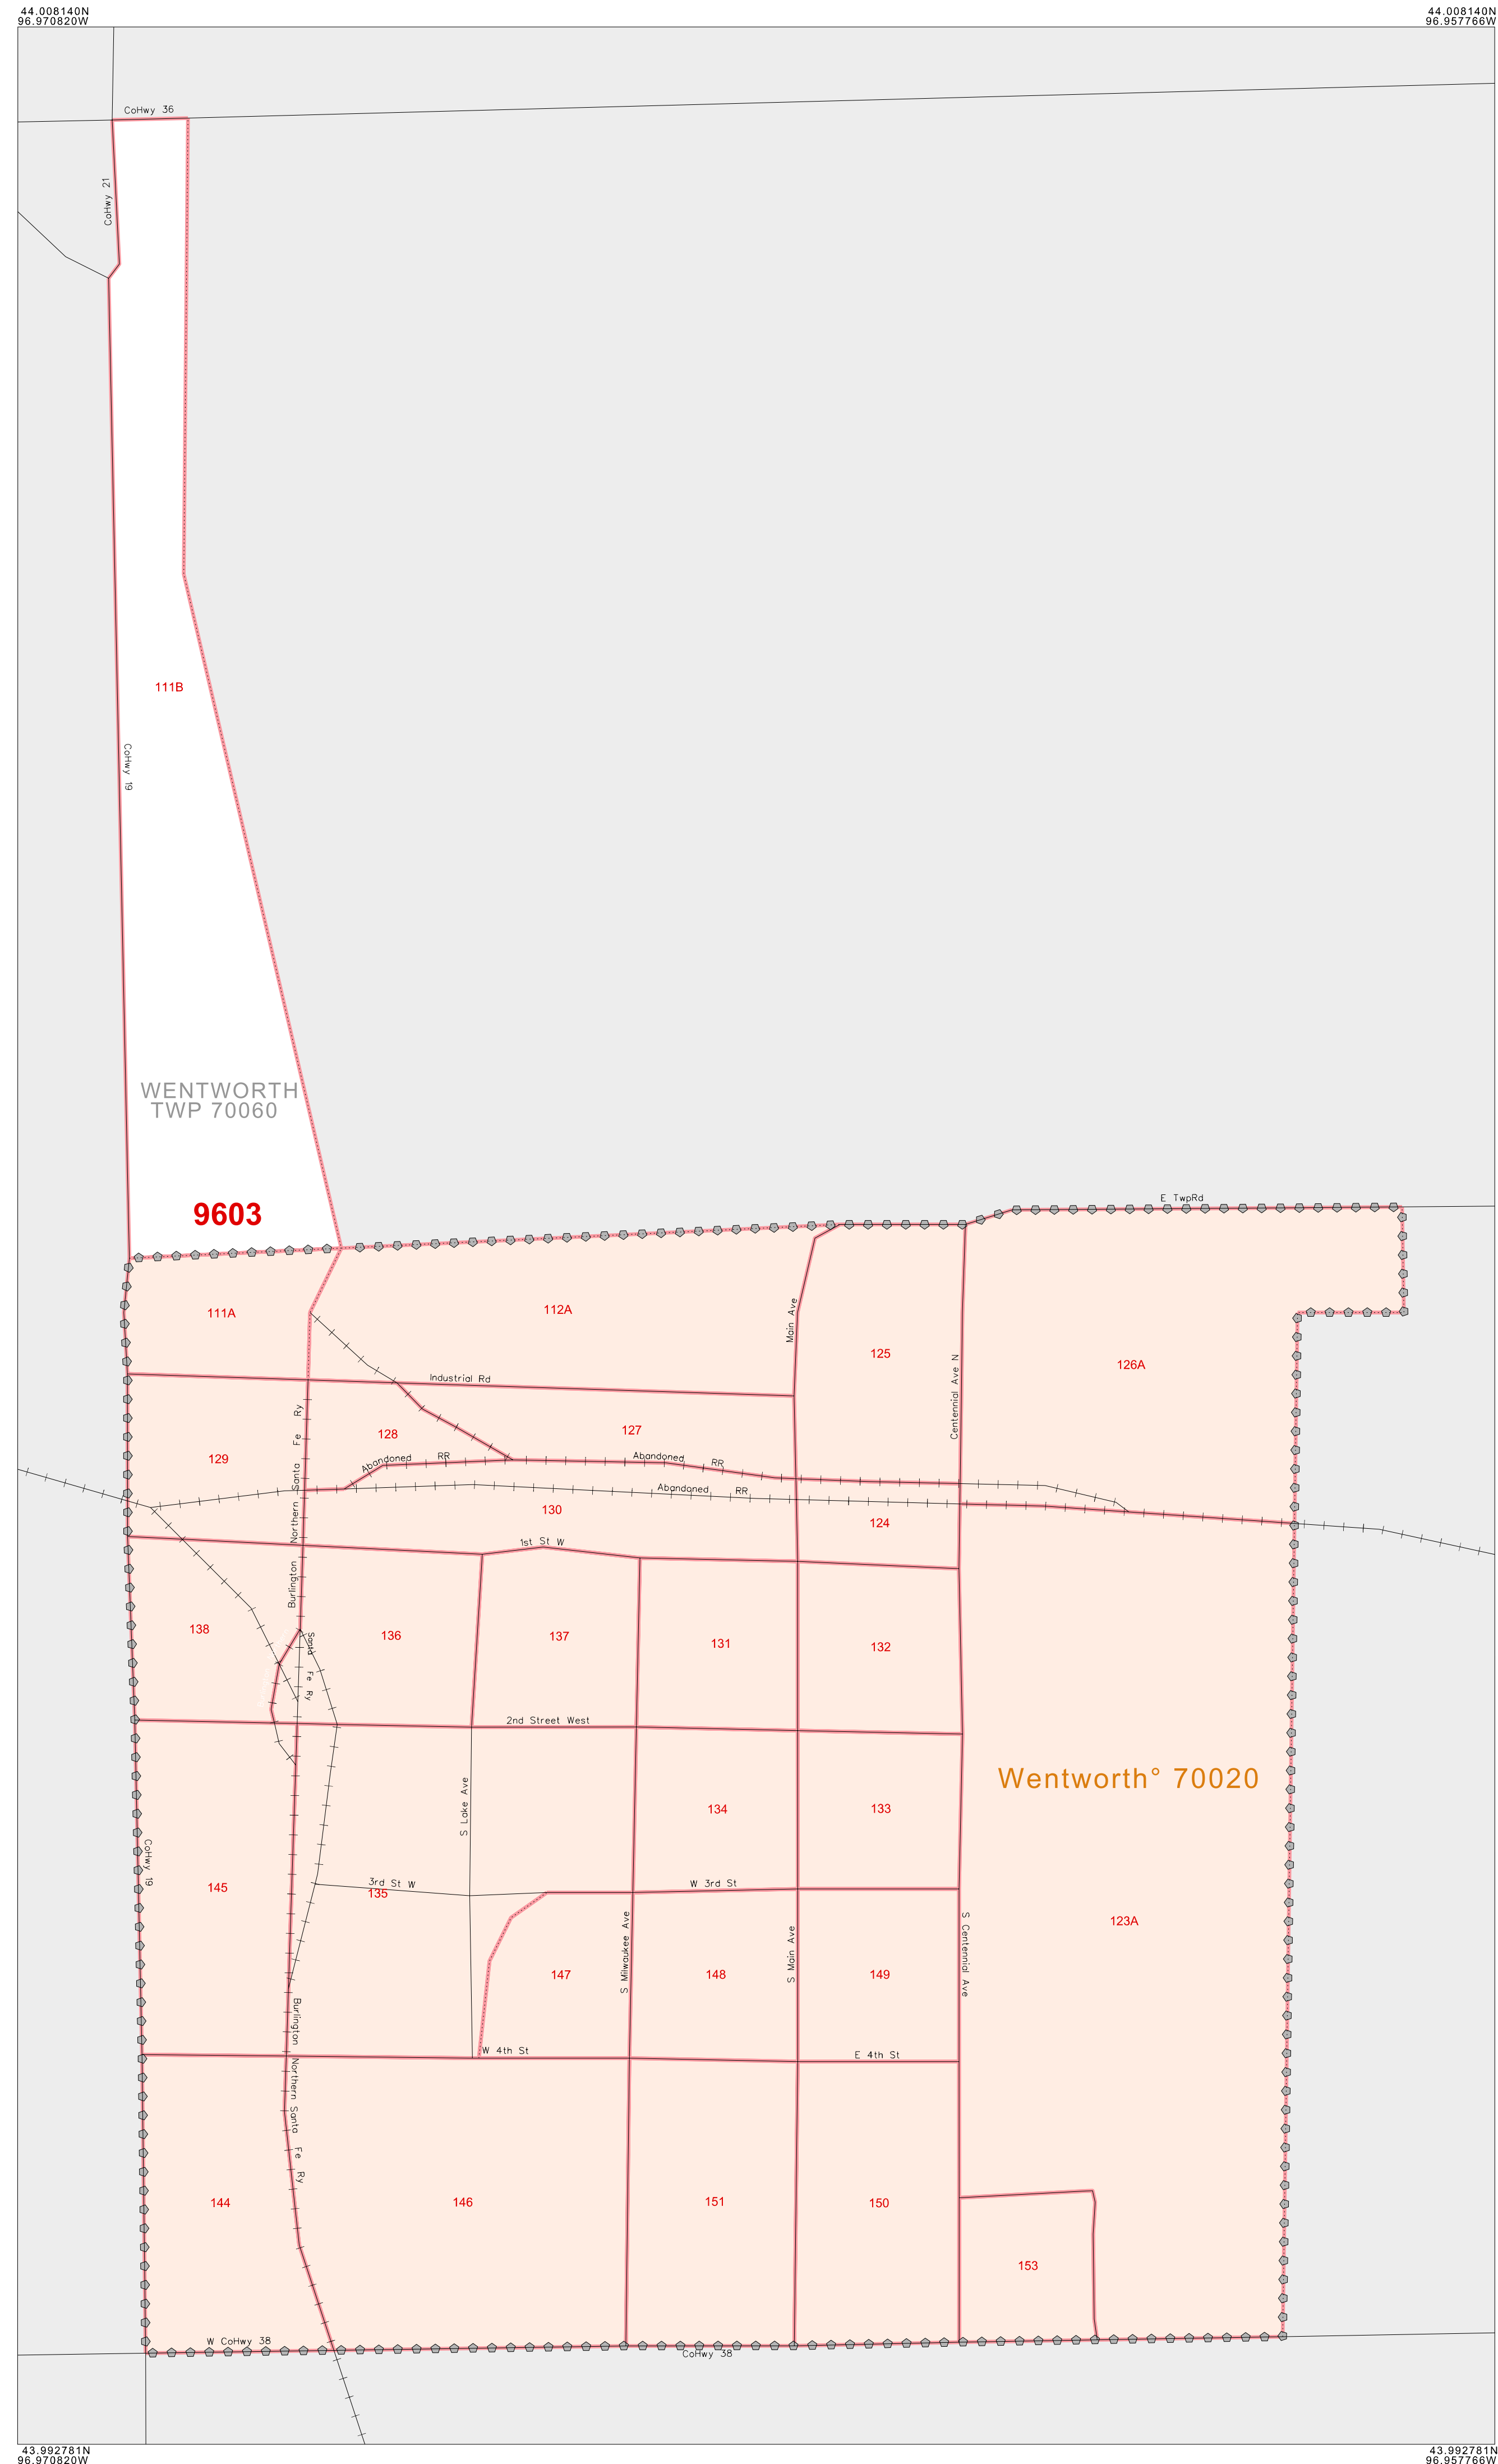 44.008140N
96.970820W
44.008140N
96.957766W
CoHwy 36
CoHwy 21
111B
CoHwy 19
WENTWORTH
TWP 70060
9603
E TwpRd
111A
112A
Main Ave
125
Centennial Ave N
126A
Industrial Rd
129
128
127
Abandoned RR
Abandoned RR
Abandoned RR
130
124
Burlington Northern Santa Fe Ry
1st St W
138
Santa Fe Ry
136
137
131
132
2nd Street West
Wentworth° 70020
S Lake Ave
134
133
CoHwy 19
145
3rd St W
135
W 3rd St
S Milwaukee Ave
S Main Ave
S Centennial Ave
123A
147
148
149
Burlington Northern Santa Fe Ry
W 4th St
E 4th St
144
146
151
150
153
W CoHwy 38
CoHwy 38
43.992781N
96.970820W
43.992781N
96.957766W